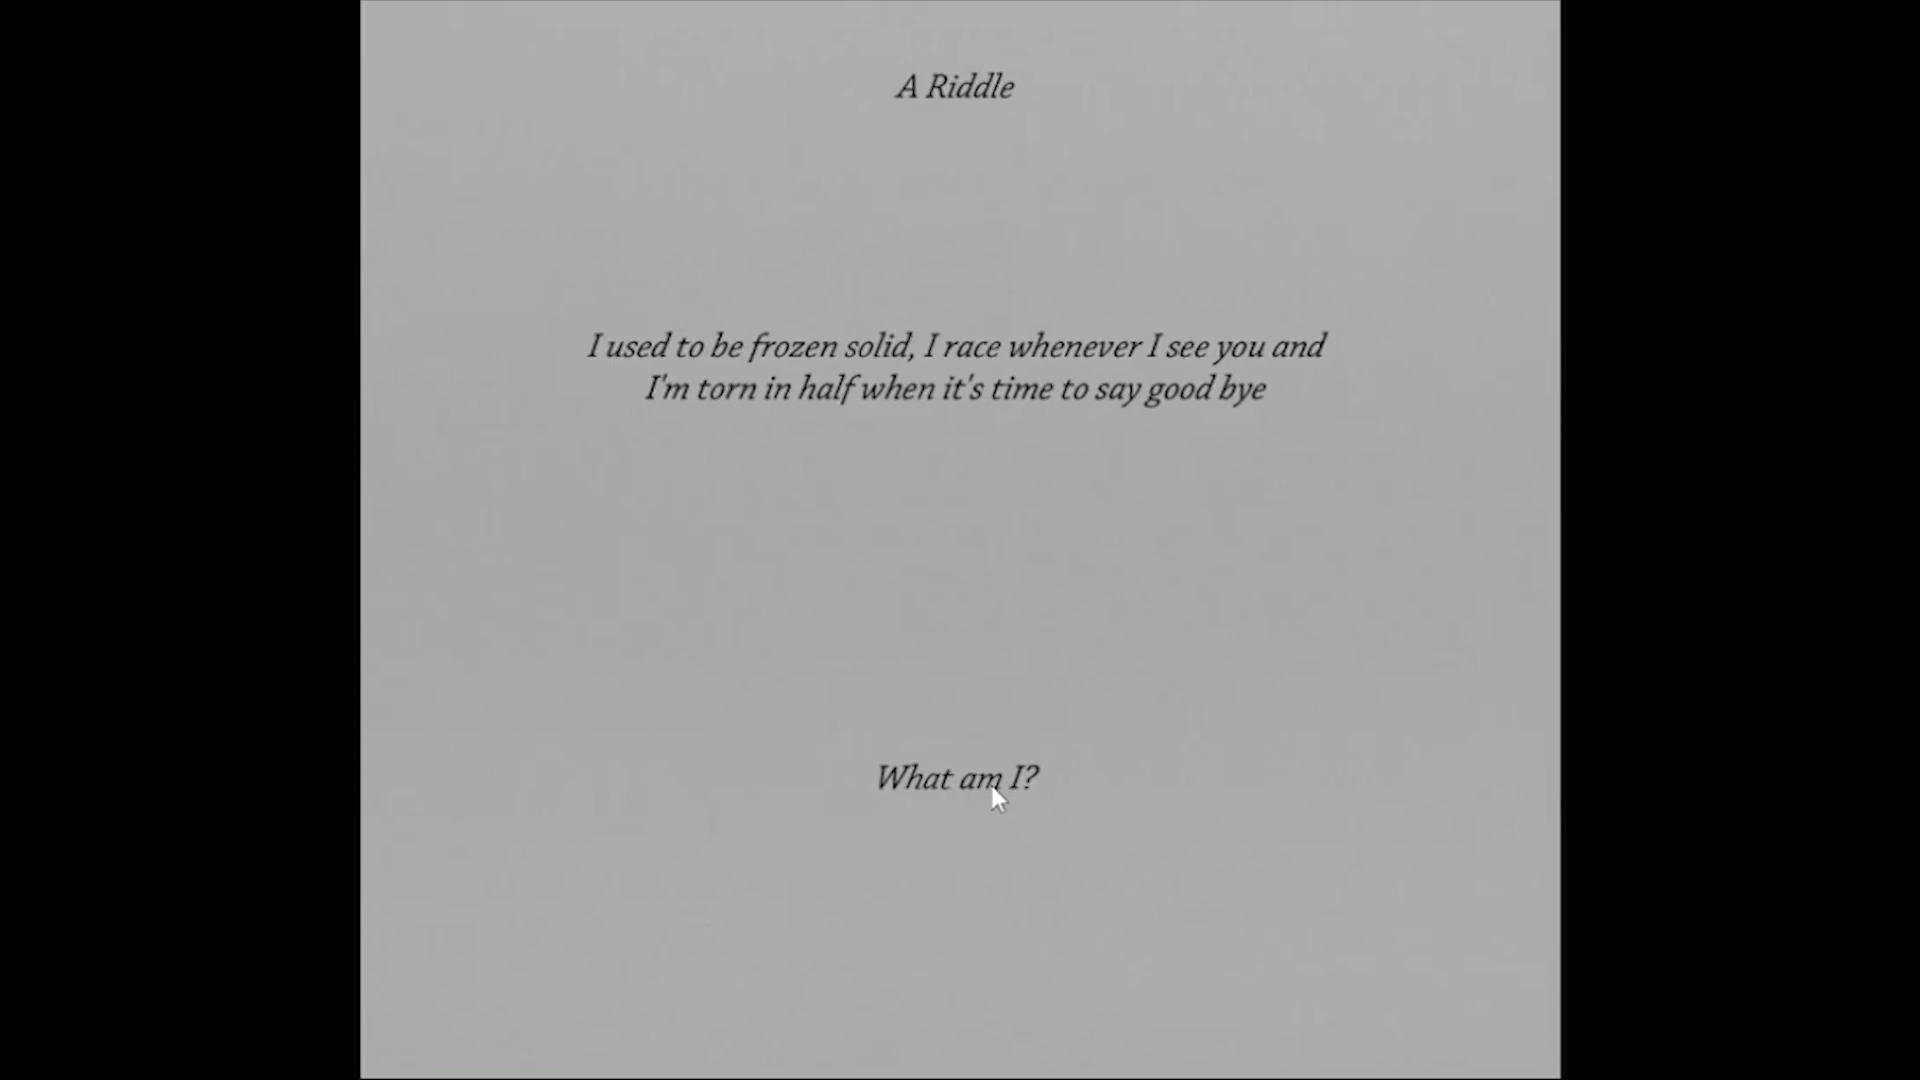 A Riddle
I used to be frozen solid, I race whenever I see you and
I'm torn in half when it's time to say good bye
What am I?